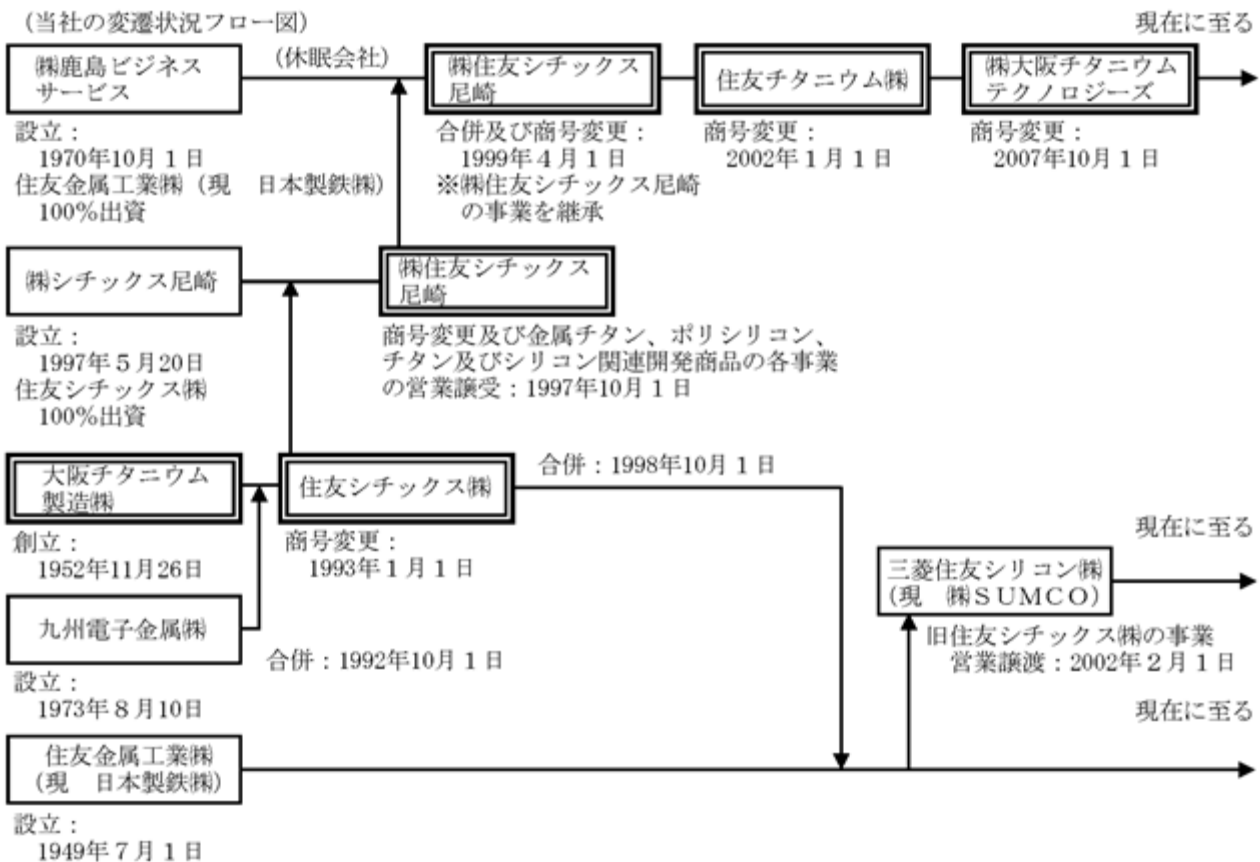 (当社の変遷状況フロー図)
現在に至る
㈱鹿島ビジネス
サービス
(休眠会社)
㈱住友シチックス
尼崎
住友チタニウム㈱
㈱大阪チタニウム
テクノロジーズ
設立：
1970年10月１日
住友金属工業㈱（現　日本製鉄㈱）
100％出資
合併及び商号変更：
1999年４月１日
※㈱住友シチックス尼崎
の事業を継承
商号変更：
2002年１月１日
商号変更：
2007年10月１日
㈱シチックス尼崎
㈱住友シチックス
尼崎
設立：
1997年５月20日
住友シチックス㈱
100％出資
商号変更及び金属チタン、ポリシリコン、
チタン及びシリコン関連開発商品の各事業
の営業譲受：1997年10月１日
大阪チタニウム
製造㈱
住友シチックス㈱
合併：1998年10月１日
創立：
1952年11月26日
商号変更：
1993年１月１日
現在に至る
三菱住友シリコン㈱
（現　㈱ＳＵＭＣＯ）
九州電子金属㈱
合併：1992年10月１日
旧住友シチックス㈱の事業
営業譲渡：2002年２月１日
設立：
1973年８月10日
現在に至る
住友金属工業㈱
（現　日本製鉄㈱）
設立：
1949年７月１日